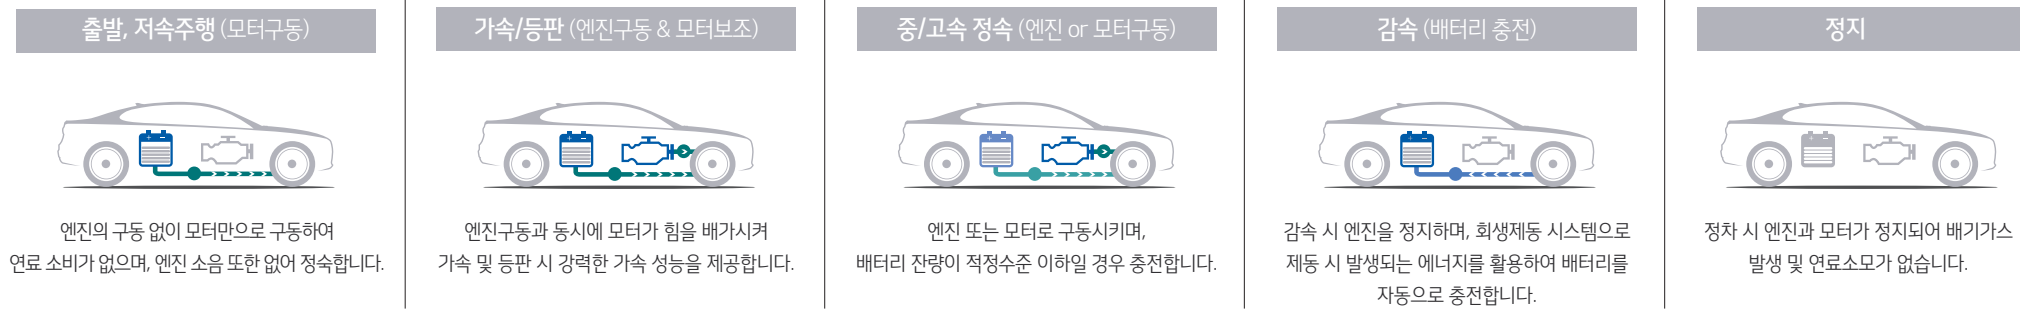 출발, 저속주행 (모터구동)
엔진의 구동 없이 모터만으로 구동하여
연료 소비가 없으며, 엔진 소음 또한 없어 정숙합니다.
가속/등판 (엔진구동 & 모터보조)
엔진구동과 동시에 모터가 힘을 배가시켜
가속 및 등판 시 강력한 가속 성능을 제공합니다.
중/고속 정속 (엔진 or 모터구동)
엔진 또는 모터로 구동시키며,
배터리 잔량이 적정수준 이하일 경우 충전합니다.
감속 (배터리 충전)
감속 시 엔진을 정지하며, 회생제동 시스템으로
제동 시 발생되는 에너지를 활용하여 배터리를
자동으로 충전합니다.
정지
정차 시 엔진과 모터가 정지되어 배기가스
발생 및 연료소모가 없습니다.